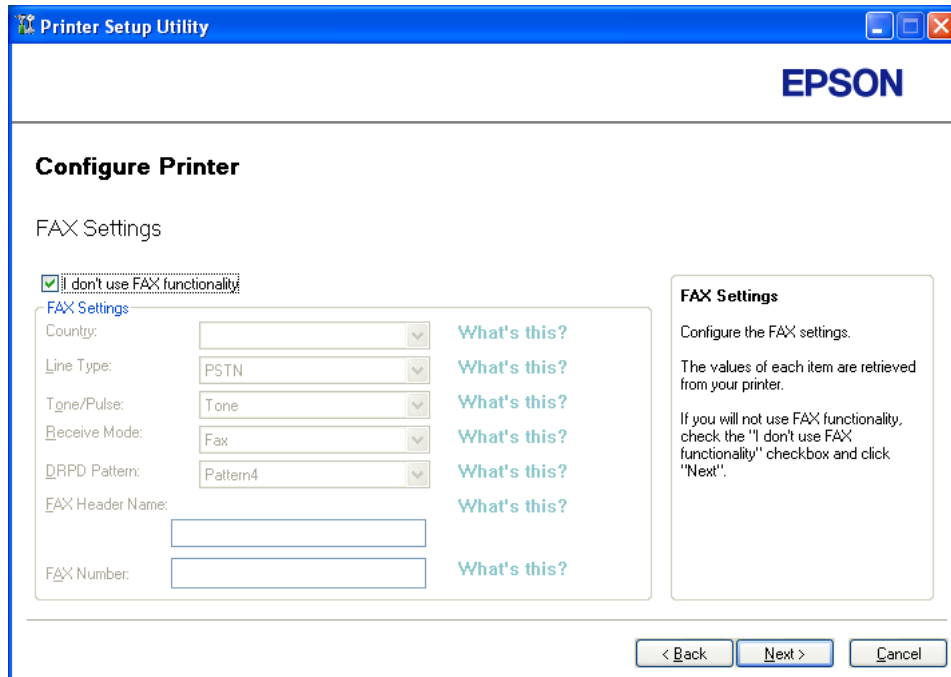 Printer Setup Utility
EPSON
Configure Printer
FAX Settings
I don't use FAX functionality
FAX Settings
Country:
What's this?
Line Type:
PSTN
What's this?
Tone/Pulse:
Tone
What's this?
Receive Mode:
Fax
What's this?
DRPD Pattern:
Pattern4
What's this?
FAX Header Name:
What's this?
FAX Number:
What's this?
FAX Settings
Configure the FAX settings.
The values of each item are retrieved
from your printer.
If you will not use FAX functionality,
check the "I don't use FAX
functionality" checkbox and click
"Next".
< Back
Next >
Cancel